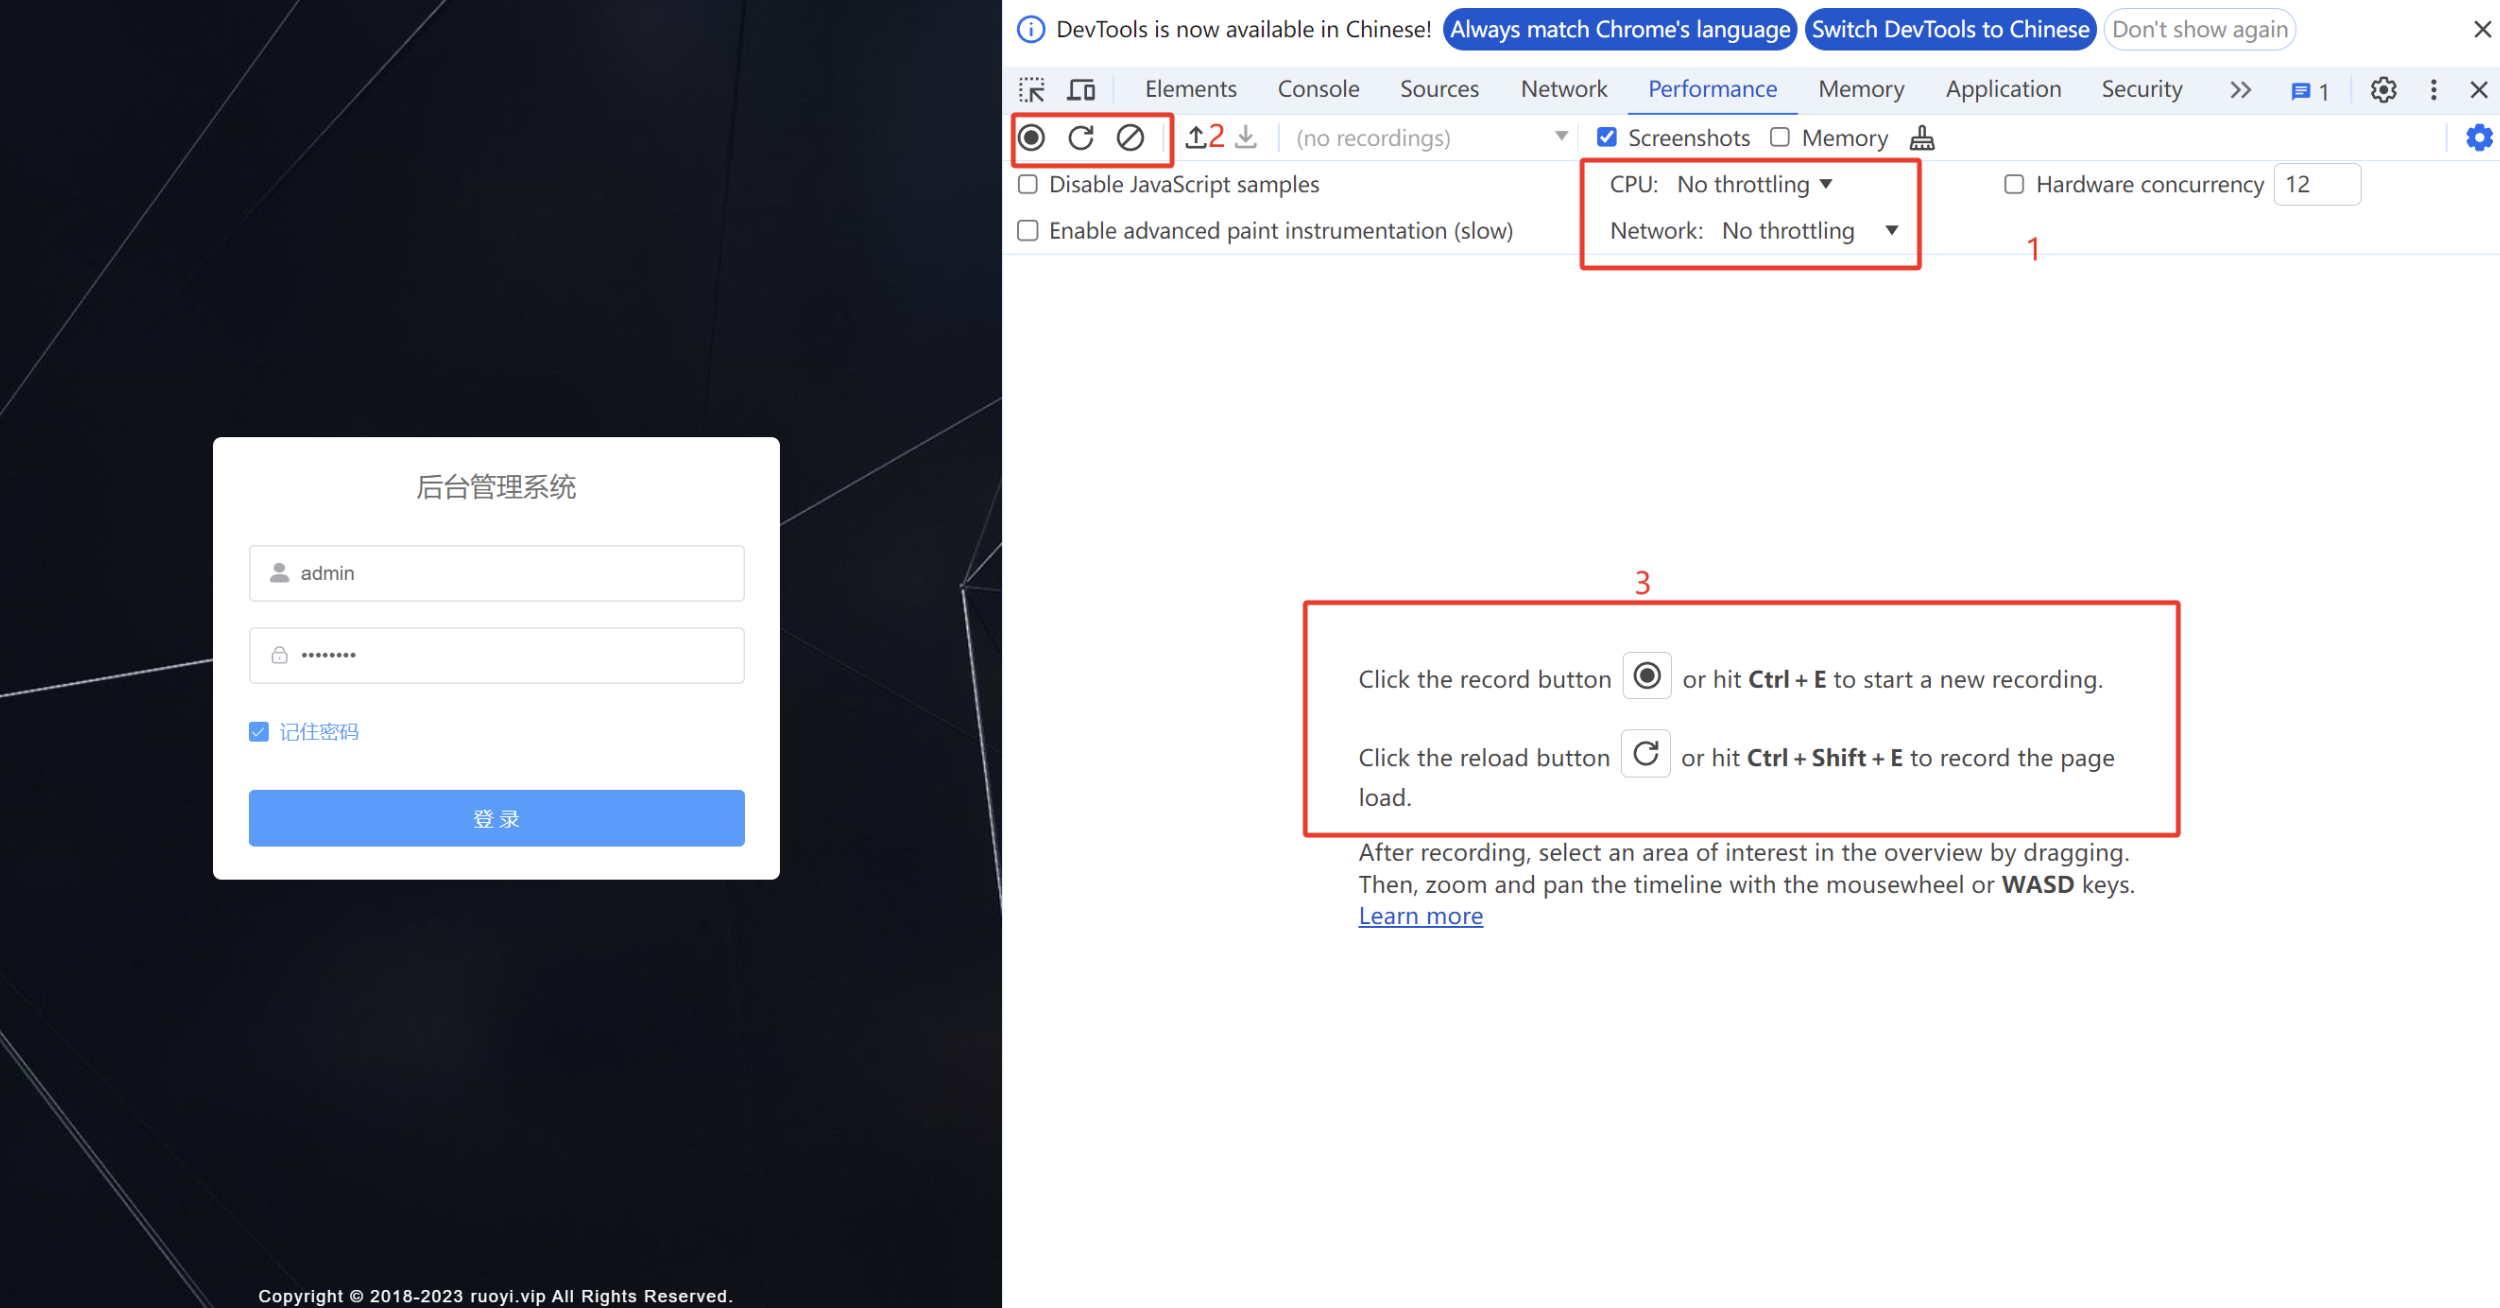 后台管理系统
admin
••••••••
记住密码
登 录
Copyright © 2018-2023 ruoyi.vip All Rights Reserved.
DevTools is now available in Chinese! Always match Chrome's language Switch DevTools to Chinese Don't show again
Elements Console Sources Network Performance Memory Application Security 1
2 (no recordings) Screenshots Memory
Disable JavaScript samples CPU: No throttling Hardware concurrency 12
Enable advanced paint instrumentation (slow) Network: No throttling
1
3
Click the record button or hit Ctrl + E to start a new recording.
Click the reload button or hit Ctrl + Shift + E to record the page
load.
After recording, select an area of interest in the overview by dragging.
Then, zoom and pan the timeline with the mousewheel or WASD keys.
Learn more